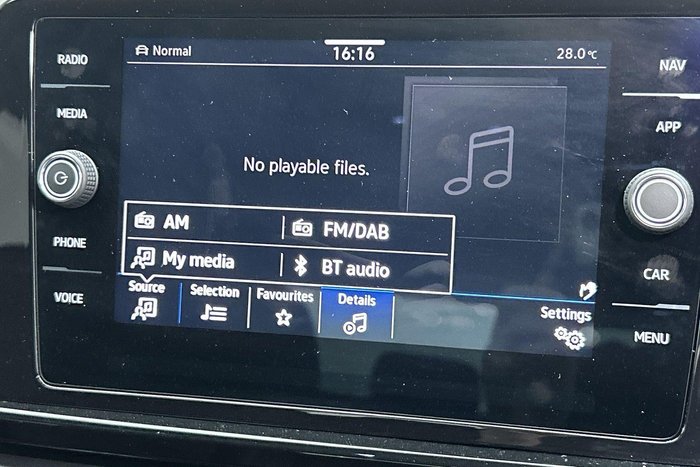 RADIO
MEDIA
PHONE
VOICE
Normal
16:16
28.0 °C
No playable files.
AM
FM/DAB
My media
BT audio
Source
Selection
Favourites
Details
Settings
NAV
APP
CAR
MENU